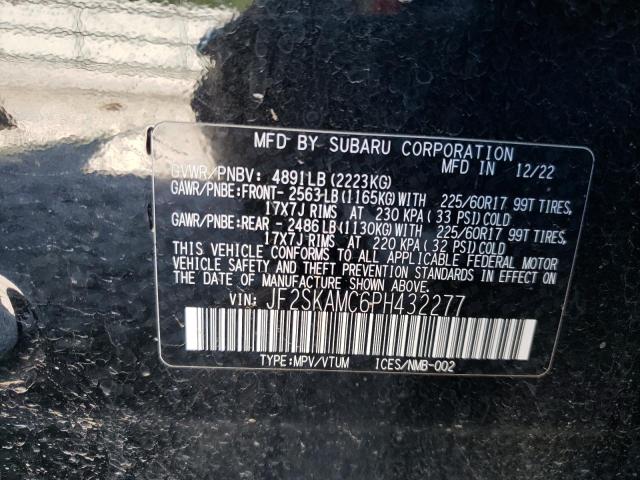 MFD BY SUBARU CORPORATION
GVWR/PNBV: 4891LB(2223KG) MFD IN 12/22
GAWR/PNBE:FRONT- 2563LB(1165KG)WITH 225/60R17 99T TIRES,
17X7J RIMS AT 230 KPA(33 PSI)COLD
GAWR/PNBE:REAR - 2486LB(1130KG)WITH 225/60R17 99T TIRES,
17X7J RIMS AT 220 KPA(32 PSI)COLD
THIS VEHICLE CONFORMS TO ALL APPLICABLE FEDERAL MOTOR
VEHICLE SAFETY AND THEFT PREVENTION STANDARDS IN EFFECT ON
THE DATE OF MANUFACTURE SHOWN ABOVE.
VIN: JF2SKAMC6PH432277
TYPE:MPV/VTUM ICES/NMB-002